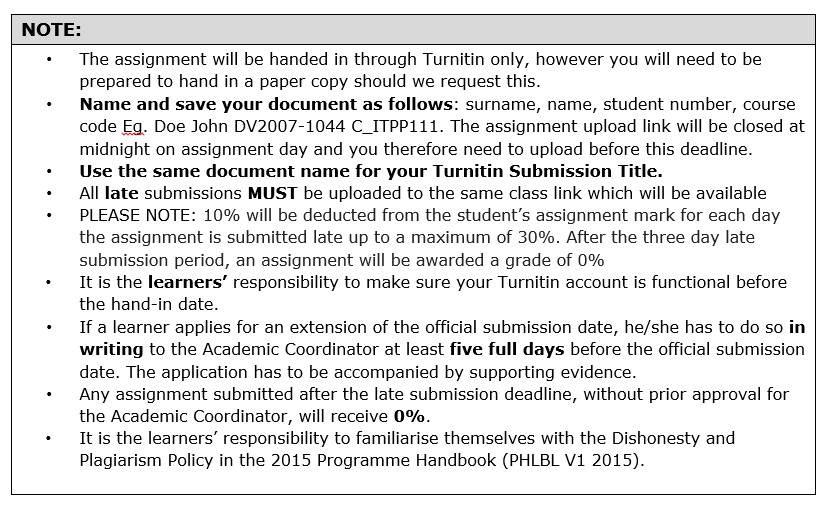 NOTE:
• The assignment will be handed in through Turnitin only, however you will need to be
prepared to hand in a paper copy should we request this.
• Name and save your document as follows: surname, name, student number, course
code Eg. Doe John DV2007-1044 C_ITPP111. The assignment upload link will be closed at
midnight on assignment day and you therefore need to upload before this deadline.
• Use the same document name for your Turnitin Submission Title.
• All late submissions MUST be uploaded to the same class link which will be available
• PLEASE NOTE: 10% will be deducted from the student’s assignment mark for each day
the assignment is submitted late up to a maximum of 30%. After the three day late
submission period, an assignment will be awarded a grade of 0%
• It is the learners’ responsibility to make sure your Turnitin account is functional before
the hand-in date.
• If a learner applies for an extension of the official submission date, he/she has to do so in
writing to the Academic Coordinator at least five full days before the official submission
date. The application has to be accompanied by supporting evidence.
• Any assignment submitted after the late submission deadline, without prior approval for
the Academic Coordinator, will receive 0%.
• It is the learners’ responsibility to familiarise themselves with the Dishonesty and
Plagiarism Policy in the 2015 Programme Handbook (PHLBL V1 2015).